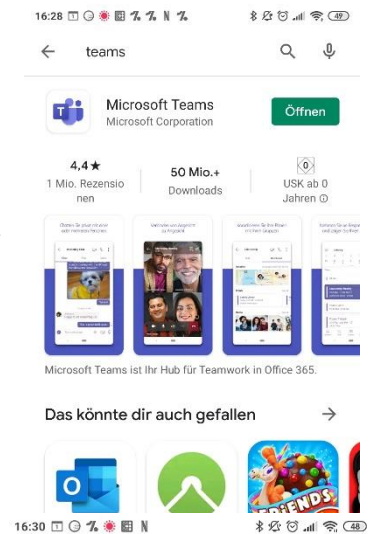 16:28
49
teams
Microsoft Teams
Microsoft Corporation
Öffnen
4,4★
1 Mio. Rezensio
nen
50 Mio.+
Downloads
0
USK ab 0
Jahren
Microsoft Teams ist Ihr Hub für Teamwork in Office 365.
Das könnte dir auch gefallen
FRIENDS
16:30
48